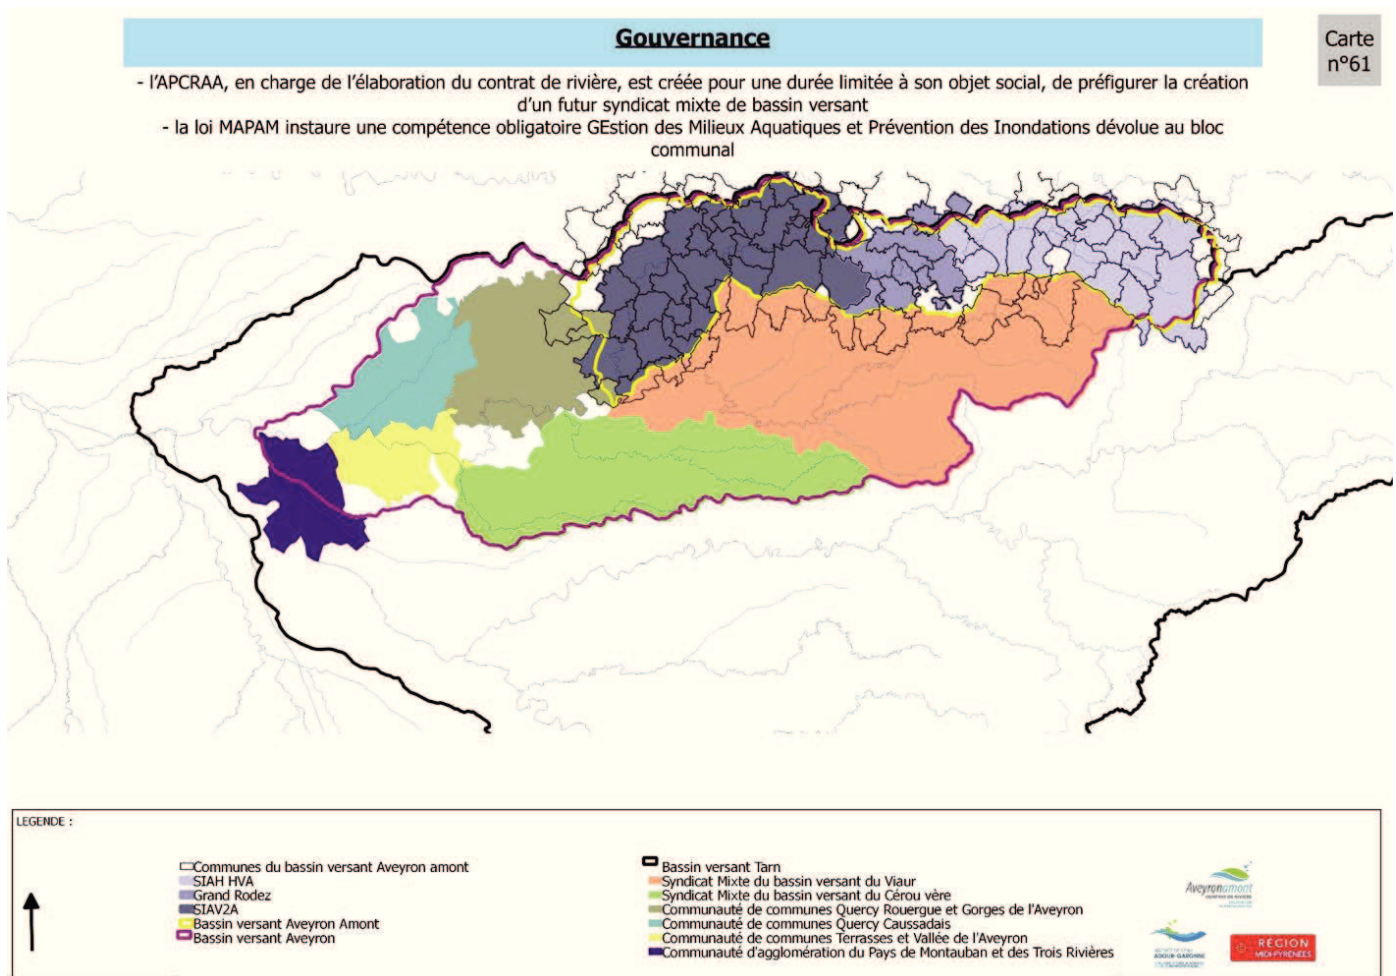 Gouvernance
Carte
n°61
- l'APCRAA, en charge de l'élaboration du contrat de rivière, est créée pour une durée limitée à son objet social, de préfigurer la création
d'un futur syndicat mixte de bassin versant
- la loi MAPAM instaure une compétence obligatoire GEstion des Milieux Aquatiques et Prévention des Inondations dévolue au bloc
communal
LEGENDE :
Communes du bassin versant Aveyron amont
SIAH HVA
Grand Rodez
SIAV2A
Bassin versant Aveyron Amont
Bassin versant Aveyron
Bassin versant Tarn
Syndicat Mixte du bassin versant du Viaur
Syndicat Mixte du bassin versant du Cérou vère
Communauté de communes Quercy Rouergue et Gorges de l'Aveyron
Communauté de communes Quercy Caussadais
Communauté de communes Terrasses et Vallée de l'Aveyron
Communauté d'agglomération du Pays de Montauban et des Trois Rivières
Aveyronamont
ADOUR-GARONNE
RÉGION
MIDI-PYRÉNÉES